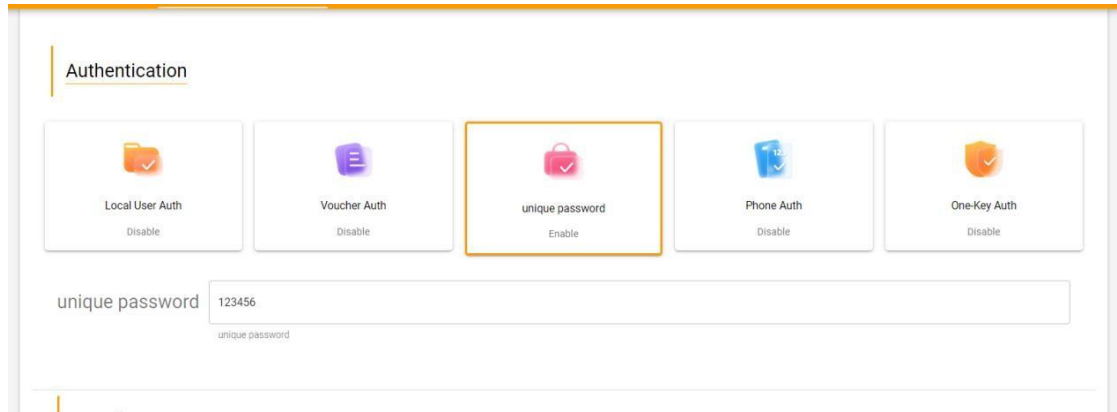 Authentication
Local User Auth
Voucher Auth
unique password
Phone Auth
One-Key Auth
Disable
Disable
Enable
Disable
Disable
unique password
123456
unique password